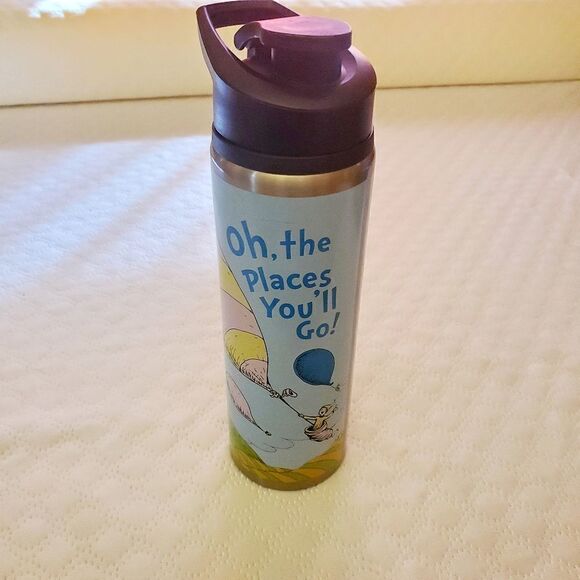 Oh, the
Places
You'll
Go!